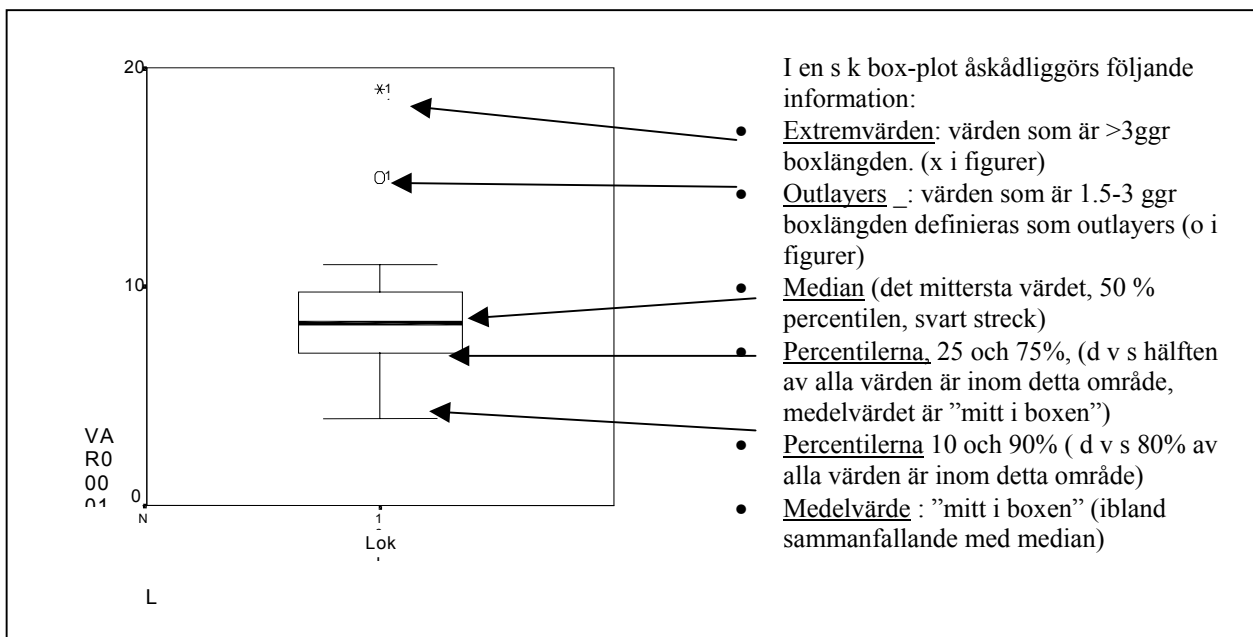 20
*1
O1
10
VA
R0
00
01
0
N
1
Lok
L
I en s k box-plot åskådliggörs följande
information:
• Extremvärden: värden som är >3ggr
boxlängden. (x i figurer)
• Outlayers _: värden som är 1.5-3 ggr
boxlängden definieras som outlayers (o i
figurer)
• Median (det mittersta värdet, 50 %
percentilen, svart streck)
• Percentilerna, 25 och 75%, (d v s hälften
av alla värden är inom detta område,
medelvärdet är ”mitt i boxen”)
• Percentilerna 10 och 90% ( d v s 80% av
alla värden är inom detta område)
• Medelvärde : ”mitt i boxen” (ibland
sammanfallande med median)